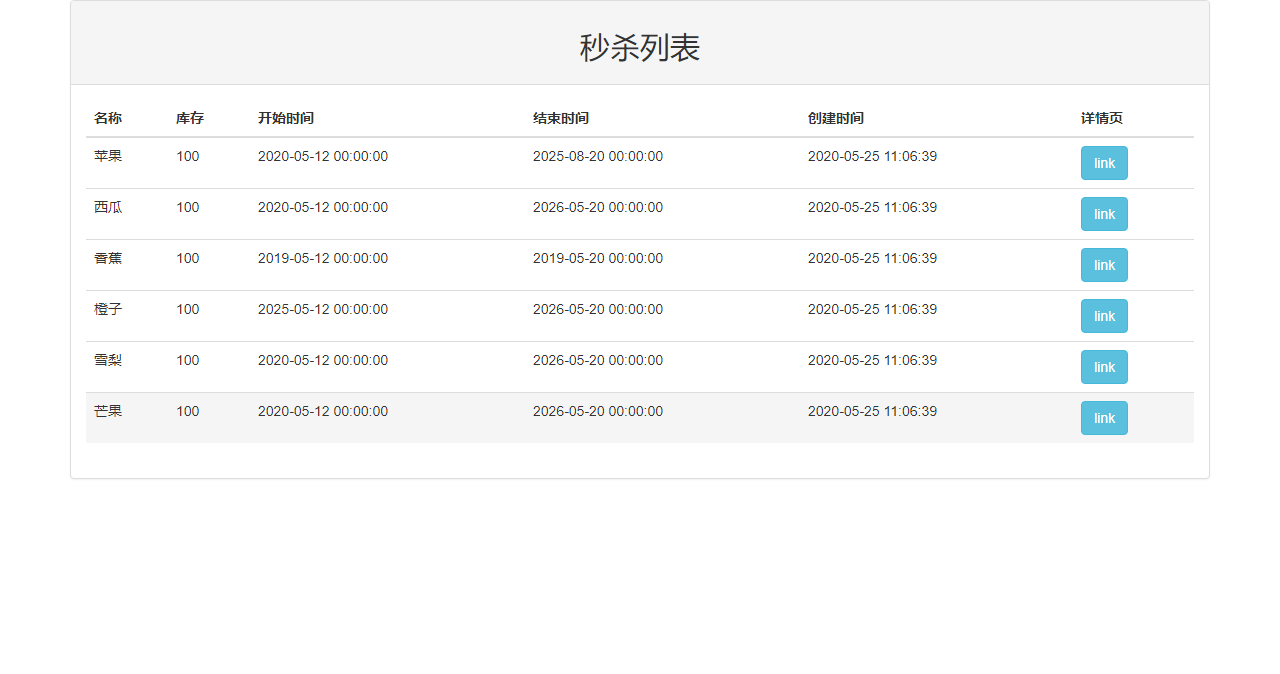 秒杀列表
名称 库存 开始时间 结束时间 创建时间 详情页
苹果 100 2020-05-12 00:00:00 2025-08-20 00:00:00 2020-05-25 11:06:39 link
西瓜 100 2020-05-12 00:00:00 2026-05-20 00:00:00 2020-05-25 11:06:39 link
香蕉 100 2019-05-12 00:00:00 2019-05-20 00:00:00 2020-05-25 11:06:39 link
橙子 100 2025-05-12 00:00:00 2026-05-20 00:00:00 2020-05-25 11:06:39 link
雪梨 100 2020-05-12 00:00:00 2026-05-20 00:00:00 2020-05-25 11:06:39 link
芒果 100 2020-05-12 00:00:00 2026-05-20 00:00:00 2020-05-25 11:06:39 link